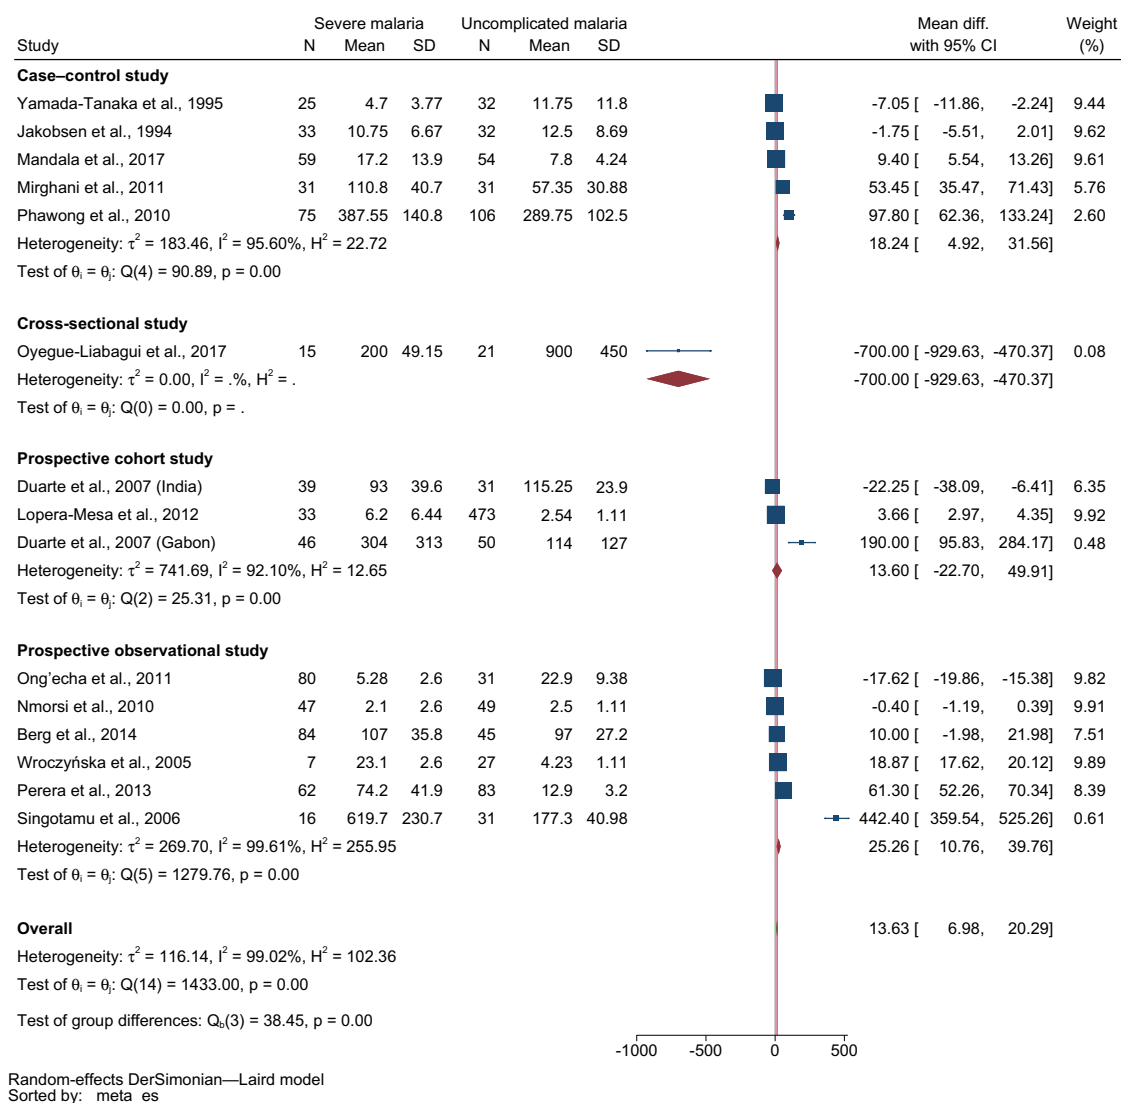 Severe malaria Uncomplicated malaria Mean diff. Weight
Study N Mean SD N Mean SD with 95% CI (%)
Case–control study
Yamada-Tanaka et al., 1995 25 4.7 3.77 32 11.75 11.8 -7.05 [ -11.86, -2.24] 9.44
Jakobsen et al., 1994 33 10.75 6.67 32 12.5 8.69 -1.75 [ -5.51, 2.01] 9.62
Mandala et al., 2017 59 17.2 13.9 54 7.8 4.24 9.40 [ 5.54, 13.26] 9.61
Mirghani et al., 2011 31 110.8 40.7 31 57.35 30.88 53.45 [ 35.47, 71.43] 5.76
Phawong et al., 2010 75 387.55 140.8 106 289.75 102.5 97.80 [ 62.36, 133.24] 2.60
Heterogeneity: τ² = 183.46, I² = 95.60%, H² = 22.72 18.24 [ 4.92, 31.56]
Test of θᵢ = θⱼ: Q(4) = 90.89, p = 0.00
Cross-sectional study
Oyegue-Liabagui et al., 2017 15 200 49.15 21 900 450 -700.00 [ -929.63, -470.37] 0.08
Heterogeneity: τ² = 0.00, I² = .%, H² = . -700.00 [ -929.63, -470.37]
Test of θᵢ = θⱼ: Q(0) = 0.00, p = .
Prospective cohort study
Duarte et al., 2007 (India) 39 93 39.6 31 115.25 23.9 -22.25 [ -38.09, -6.41] 6.35
Lopera-Mesa et al., 2012 33 6.2 6.44 473 2.54 1.11 3.66 [ 2.97, 4.35] 9.92
Duarte et al., 2007 (Gabon) 46 304 313 50 114 127 190.00 [ 95.83, 284.17] 0.48
Heterogeneity: τ² = 741.69, I² = 92.10%, H² = 12.65 13.60 [ -22.70, 49.91]
Test of θᵢ = θⱼ: Q(2) = 25.31, p = 0.00
Prospective observational study
Ong’echa et al., 2011 80 5.28 2.6 31 22.9 9.38 -17.62 [ -19.86, -15.38] 9.82
Nmorsi et al., 2010 47 2.1 2.6 49 2.5 1.11 -0.40 [ -1.19, 0.39] 9.91
Berg et al., 2014 84 107 35.8 45 97 27.2 10.00 [ -1.98, 21.98] 7.51
Wroczyńska et al., 2005 7 23.1 2.6 27 4.23 1.11 18.87 [ 17.62, 20.12] 9.89
Perera et al., 2013 62 74.2 41.9 83 12.9 3.2 61.30 [ 52.26, 70.34] 8.39
Singotamu et al., 2006 16 619.7 230.7 31 177.3 40.98 442.40 [ 359.54, 525.26] 0.61
Heterogeneity: τ² = 269.70, I² = 99.61%, H² = 255.95 25.26 [ 10.76, 39.76]
Test of θᵢ = θⱼ: Q(5) = 1279.76, p = 0.00
Overall 13.63 [ 6.98, 20.29]
Heterogeneity: τ² = 116.14, I² = 99.02%, H² = 102.36
Test of θᵢ = θⱼ: Q(14) = 1433.00, p = 0.00
Test of group differences: Q_b(3) = 38.45, p = 0.00
-1000 -500 0 500
Random-effects DerSimonian—Laird model
Sorted by: _meta_es